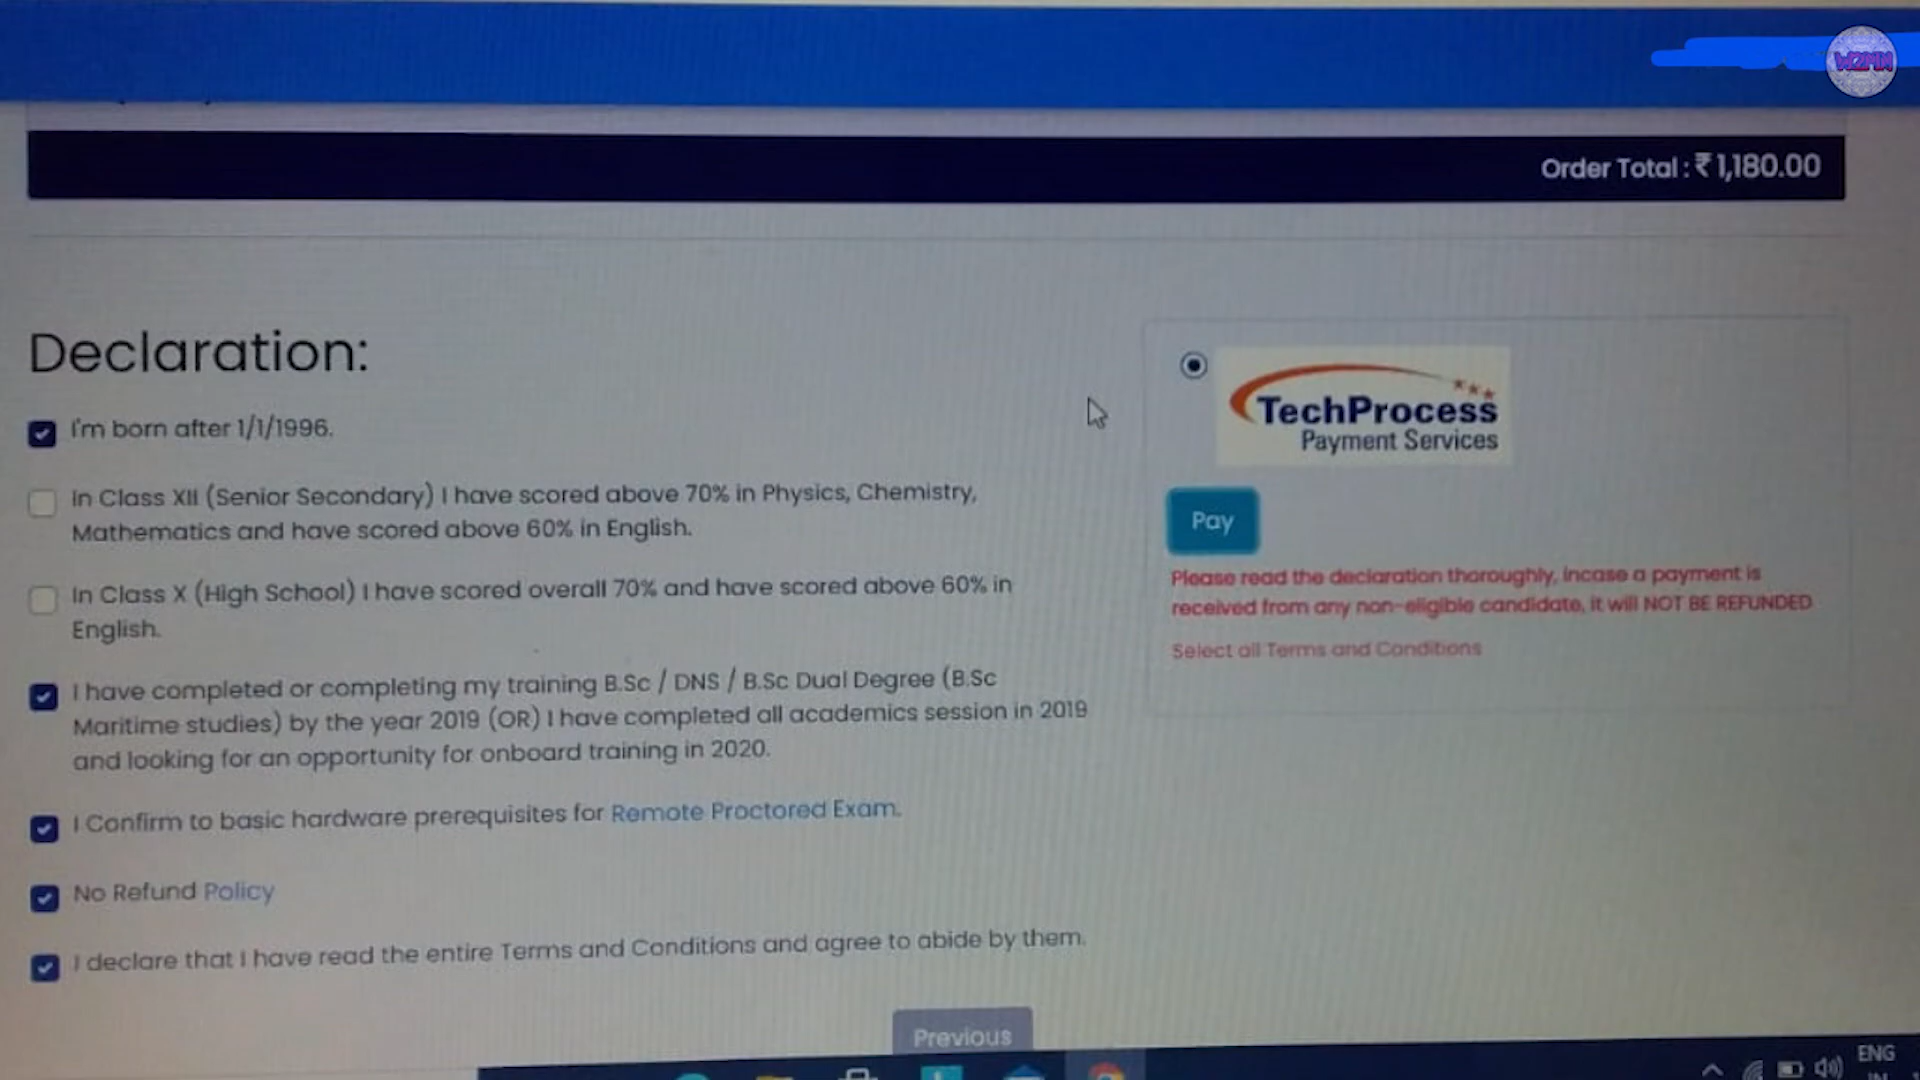 W2MN
Order Total : ₹ 1,180.00
Declaration:
I'm born after 1/1/1996.
In Class XII (Senior Secondary) I have scored above 70% in Physics, Chemistry,
Mathematics and have scored above 60% in English.
In Class X (High School) I have scored overall 70% and have scored above 60% in
English.
I have completed or completing my training B.Sc / DNS / B.Sc Dual Degree (B.Sc
Maritime studies) by the year 2019 (OR) I have completed all academics session in 2019
and looking for an opportunity for onboard training in 2020.
I Confirm to basic hardware prerequisites for Remote Proctored Exam.
No Refund Policy
I declare that I have read the entire Terms and Conditions and agree to abide by them.
TechProcess
Payment Services
Pay
Please read the declaration thoroughly, incase a payment is
received from any non-eligible candidate, it will NOT BE REFUNDED
Select all Terms and Conditions
Previous
ENG